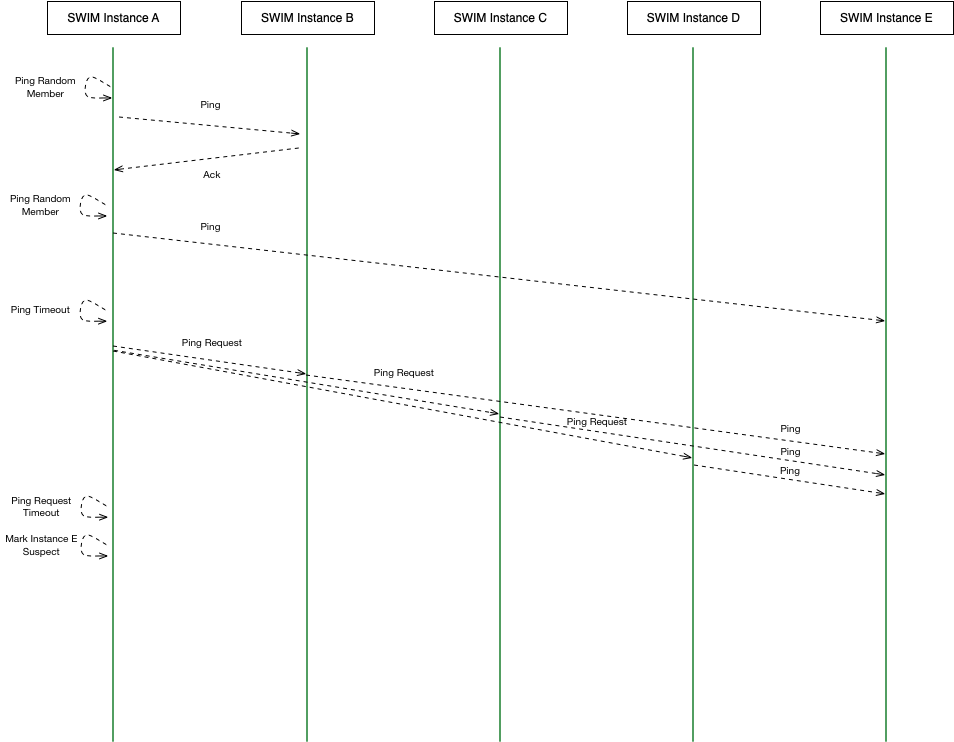 SWIM Instance A
SWIM Instance B
SWIM Instance C
SWIM Instance D
SWIM Instance E
Ping Random
Member
Ping
Ack
Ping Random
Member
Ping
Ping Timeout
Ping Request
Ping Request
Ping Request
Ping
Ping
Ping
Ping Request
Timeout
Mark Instance E
Suspect